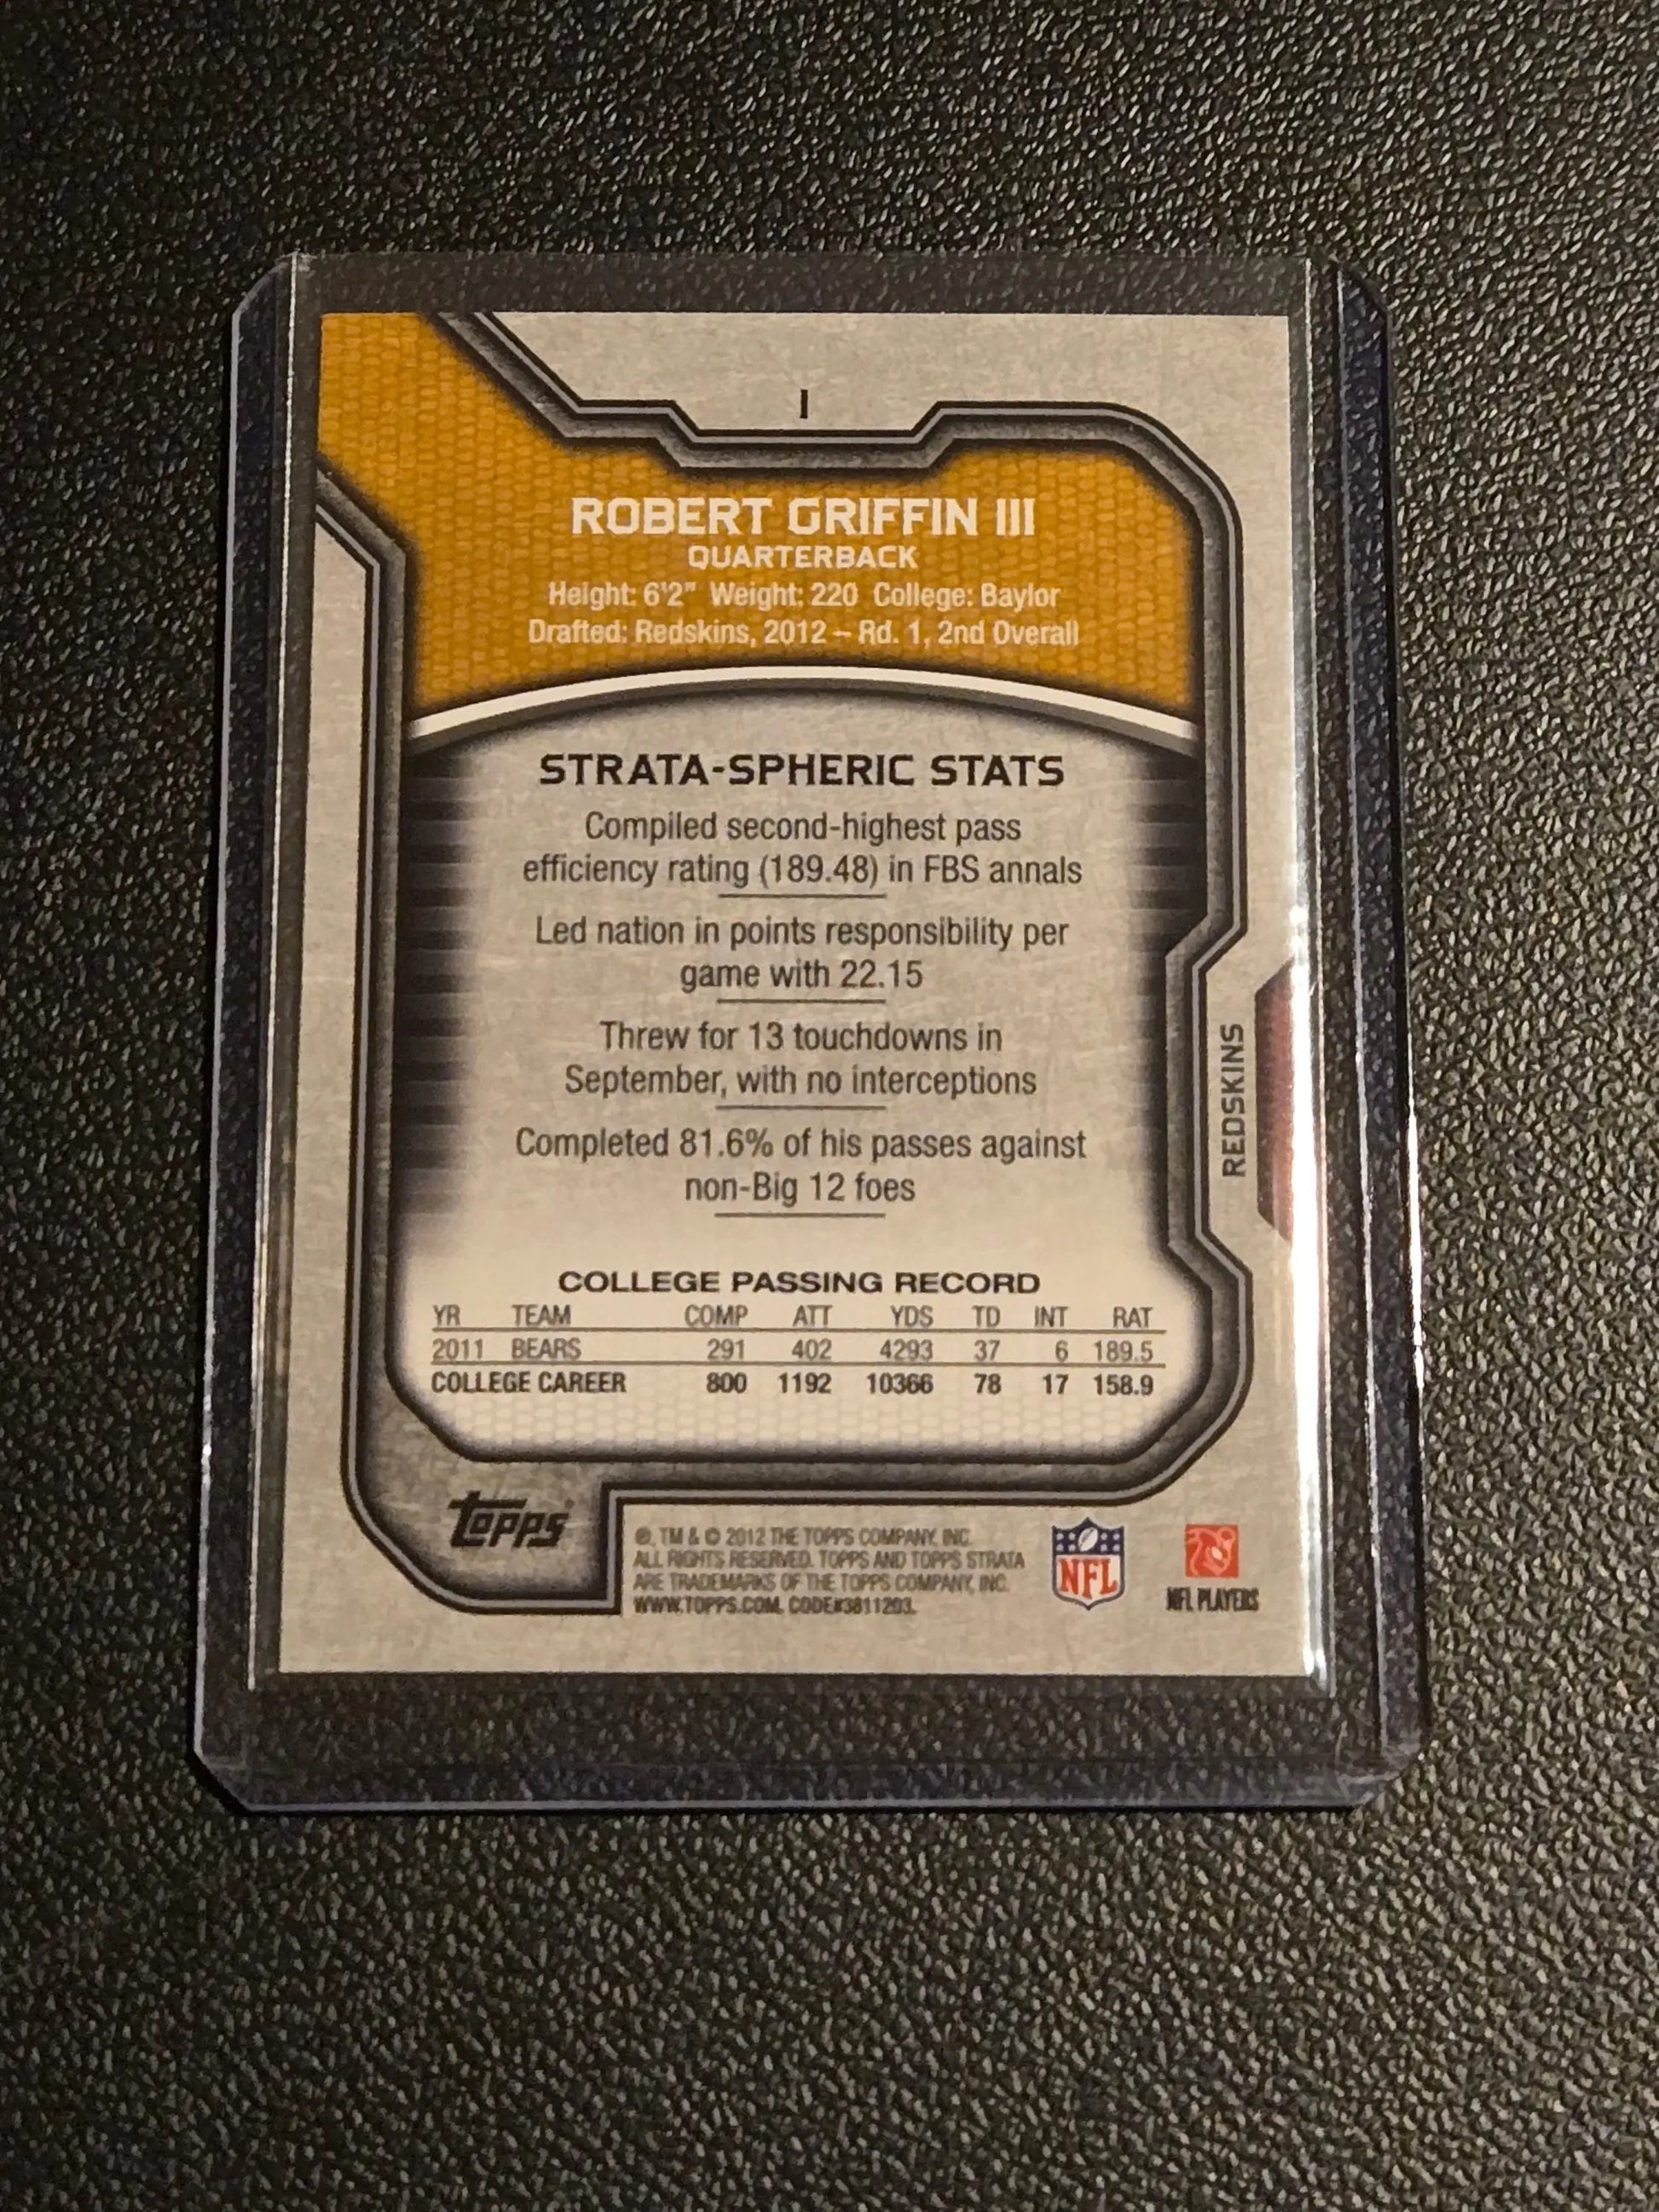 1
ROBERT GRIFFIN III
QUARTERBACK
Height: 6'2" Weight: 220 College: Baylor
Drafted: Redskins, 2012 – Rd. 1, 2nd Overall
STRATA-SPHERIC STATS
Compiled second-highest pass
efficiency rating (189.48) in FBS annals
Led nation in points responsibility per
game with 22.15
Threw for 13 touchdowns in
September, with no interceptions
Completed 81.6% of his passes against
non-Big 12 foes
REDSKINS
COLLEGE PASSING RECORD
YR TEAM COMP ATT YDS TD INT RAT
2011 BEARS 291 402 4293 37 6 189.5
COLLEGE CAREER 800 1192 10366 78 17 158.9
topps
®, TM & © 2012 THE TOPPS COMPANY, INC.
ALL RIGHTS RESERVED. TOPPS AND TOPPS STRATA
ARE TRADEMARKS OF THE TOPPS COMPANY, INC.
WWW.TOPPS.COM. CODE#3811203.
NFL
NFL PLAYERS